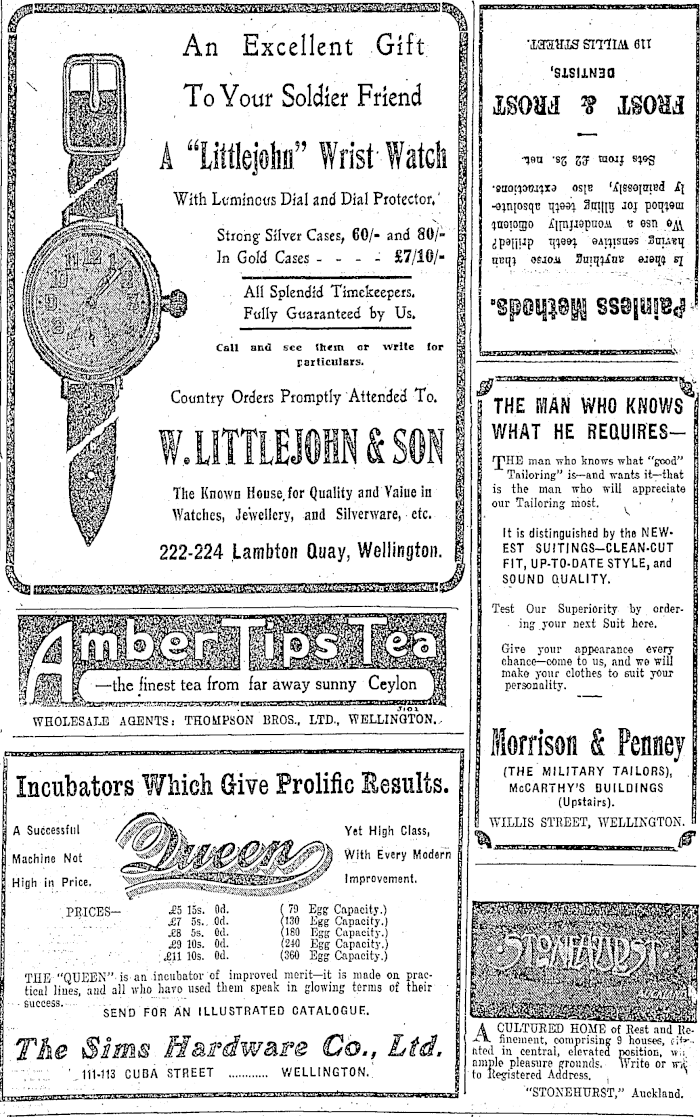 An Excellent Gift
To Your Soldier Friend
A "Littlejohn" Wrist Watch
With Luminous Dial and Dial Protector.
Strong Silver Cases, 60/- and 80/-
In Gold Cases - - - - £7/10/-
All Splendid Timekeepers.
Fully Guaranteed by Us.
Call and see them or write for
particulars.
Country Orders Promptly Attended To.
W. LITTLEJOHN & SON
The Known House for Quality and Value in
Watches, Jewellery, and Silverware, etc.
222-224 Lambton Quay, Wellington.
Amber Tips Tea
—the finest tea from far away sunny Ceylon
J102
WHOLESALE AGENTS: THOMPSON BROS., LTD., WELLINGTON.
Incubators Which Give Prolific Results.
A Successful
Machine Not
High in Price.
Queen
Yet High Class,
With Every Modern
Improvement.
PRICES—
£5 15s. 0d. ( 79 Egg Capacity.)
£7 5s. 0d. (130 Egg Capacity.)
£8 5s. 0d. (180 Egg Capacity.)
£9 10s. 0d. (240 Egg Capacity.)
£11 10s. 0d. (360 Egg Capacity.)
THE "QUEEN" is an incubator of improved merit—it is made on prac-
tical lines, and all who have used them speak in glowing terms of their
success.
SEND FOR AN ILLUSTRATED CATALOGUE.
The Sims Hardware Co., Ltd.
111-113 CUBA STREET ............ WELLINGTON.
Painless Methods.
Is there anything worse than
having sensitive teeth drilled?
We use a wonderfully efficient
method for filling teeth absolute-
ly painlessly, also extractions.
Sets from £2 2s. net.
FROST & FROST
DENTISTS,
119 WILLIS STREET.
THE MAN WHO KNOWS
WHAT HE REQUIRES—
THE man who knows what "good"
Tailoring" is—and wants it—that
is the man who will appreciate
our Tailoring most.
It is distinguished by the NEW-
EST SUITINGS—CLEAN-CUT
FIT, UP-TO-DATE STYLE, and
SOUND QUALITY.
Test Our Superiority by order-
ing your next Suit here.
Give your appearance every
chance—come to us, and we will
make your clothes to suit your
personality.
Morrison & Penney
(THE MILITARY TAILORS),
McCARTHY'S BUILDINGS
(Upstairs).
WILLIS STREET, WELLINGTON.
STONEHURST
A CULTURED HOME of Rest and Re-
finement, comprising 9 houses,
ated in central, elevated position,
ample pleasure grounds. Write or
to Registered Address.
"STONEHURST," Auckland.